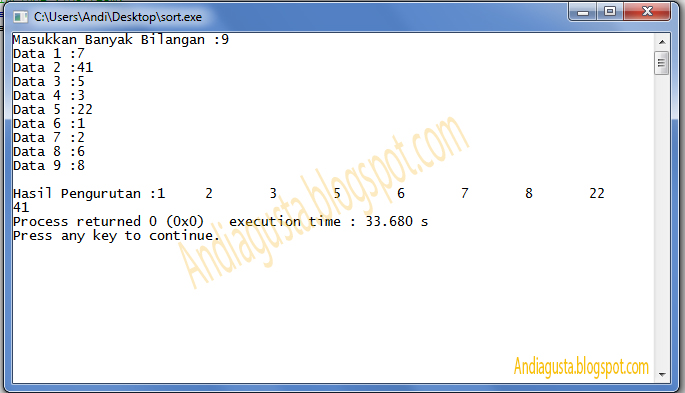 C:\Users\Andi\Desktop\sort.exe
Masukkan Banyak Bilangan :9
Data 1 :7
Data 2 :41
Data 3 :5
Data 4 :3
Data 5 :22
Data 6 :1
Data 7 :2
Data 8 :6
Data 9 :8
Hasil Pengurutan :1 2 3 5 6 7 8 22
41
Process returned 0 (0x0) execution time : 33.680 s
Press any key to continue.
Andiagusta.blogspot.com
Andiagusta.blogspot.com